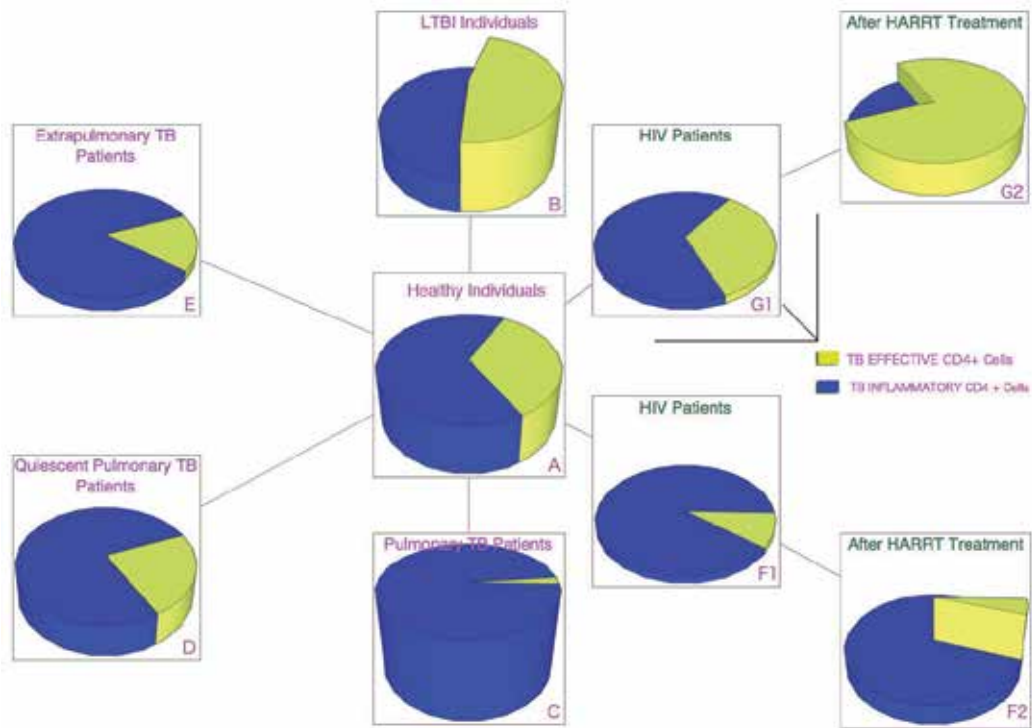 LTBI Individuals
B
After HARRT Treatment
G2
Extrapulmonary TB
Patients
E
HIV Patients
G1
Healthy Individuals
A
TB EFFECTIVE CD4+ Cells
TB INFLAMMATORY CD4 + Cells
HIV Patients
F1
Quiescent Pulmonary TB
Patients
D
Pulmonary TB Patients
C
After HARRT Treatment
F2